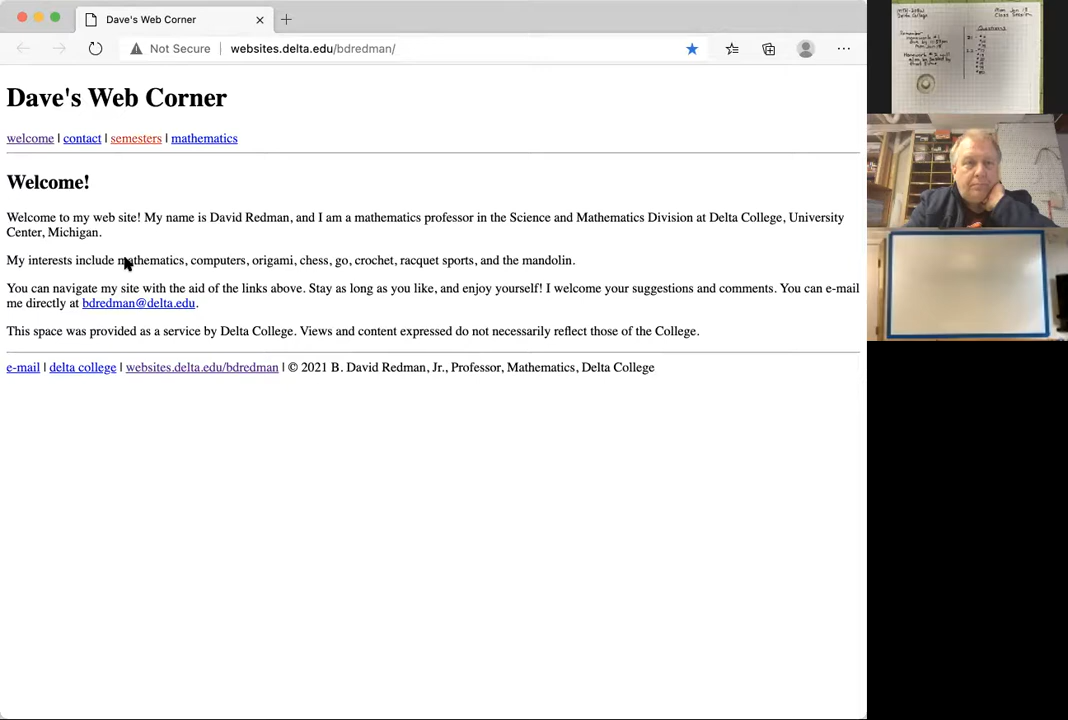 Dave's Web Corner
Not Secure | websites.delta.edu/bdredman/
Dave's Web Corner
welcome | contact | semesters | mathematics
Welcome!
Welcome to my web site! My name is David Redman, and I am a mathematics professor in the Science and Mathematics Division at Delta College, University
Center, Michigan.
My interests include mathematics, computers, origami, chess, go, crochet, racquet sports, and the mandolin.
You can navigate my site with the aid of the links above. Stay as long as you like, and enjoy yourself! I welcome your suggestions and comments. You can e-mail
me directly at bdredman@delta.edu.
This space was provided as a service by Delta College. Views and content expressed do not necessarily reflect those of the College.
e-mail | delta college | websites.delta.edu/bdredman | © 2021 B. David Redman, Jr., Professor, Mathematics, Delta College
Delta College
Class Session
Questions
Remember